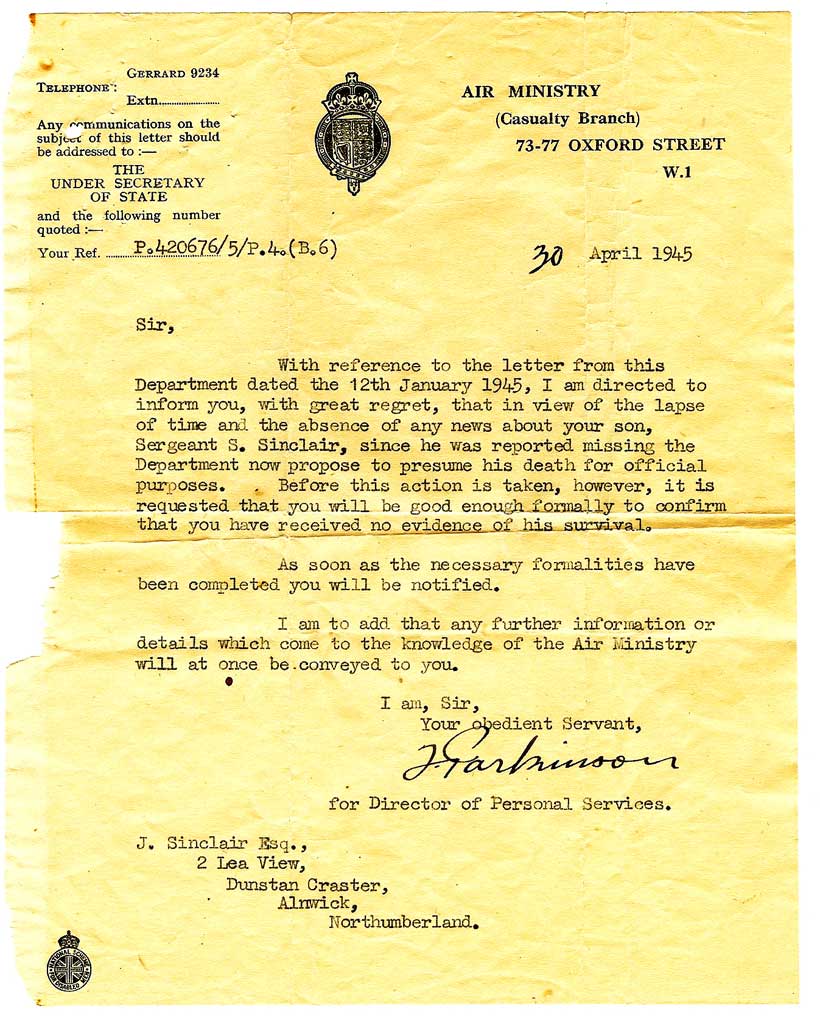 GERRARD 9234
TELEPHONE:
Extn.....................
Any communications on the
subject of this letter should
be addressed to :—
THE
UNDER SECRETARY
OF STATE
and the following number
quoted :—
Your Ref. P.420676/5/P.4.(B.6)
AIR MINISTRY
(Casualty Branch)
73-77 OXFORD STREET
W.1
30 April 1945
Sir,
With reference to the letter from this
Department dated the 12th January 1945, I am directed to
inform you, with great regret, that in view of the lapse
of time and the absence of any news about your son,
Sergeant S. Sinclair, since he was reported missing the
Department now propose to presume his death for official
purposes. Before this action is taken, however, it is
requested that you will be good enough formally to confirm
that you have received no evidence of his survival.
As soon as the necessary formalities have
been completed you will be notified.
I am to add that any further information or
details which come to the knowledge of the Air Ministry
will at once be conveyed to you.
I am, Sir,
Your obedient Servant,
J. Parkinson
for Director of Personal Services.
J. Sinclair Esq.,
2 Lea View,
Dunstan Craster,
Alnwick,
Northumberland.
NATIONAL SCHEME
FOR DISABLED MEN